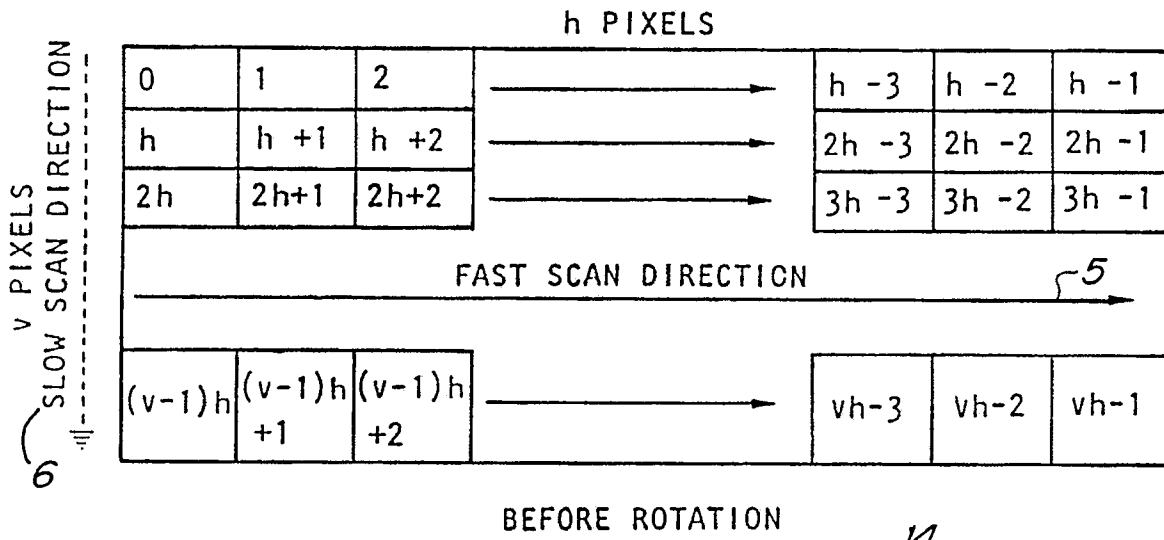 h PIXELS
0 1 2 h -3 h -2 h -1
h h +1 h +2 2h -3 2h -2 2h -1
2h 2h+1 2h+2 3h -3 3h -2 3h -1
v PIXELS
SLOW SCAN DIRECTION
FAST SCAN DIRECTION
5
(v-1)h (v-1)h +1 (v-1)h +2 vh-3 vh-2 vh-1
6
BEFORE ROTATION